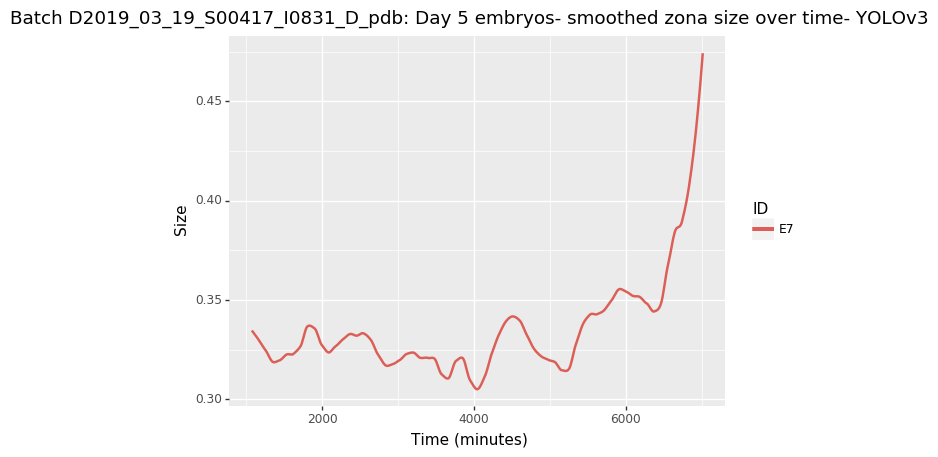 Batch D2019_03_19_S00417_I0831_D_pdb: Day 5 embryos- smoothed zona size over time- YOLOv3
0.45
0.40
0.35
0.30
Size
2000
4000
6000
Time (minutes)
ID
E7